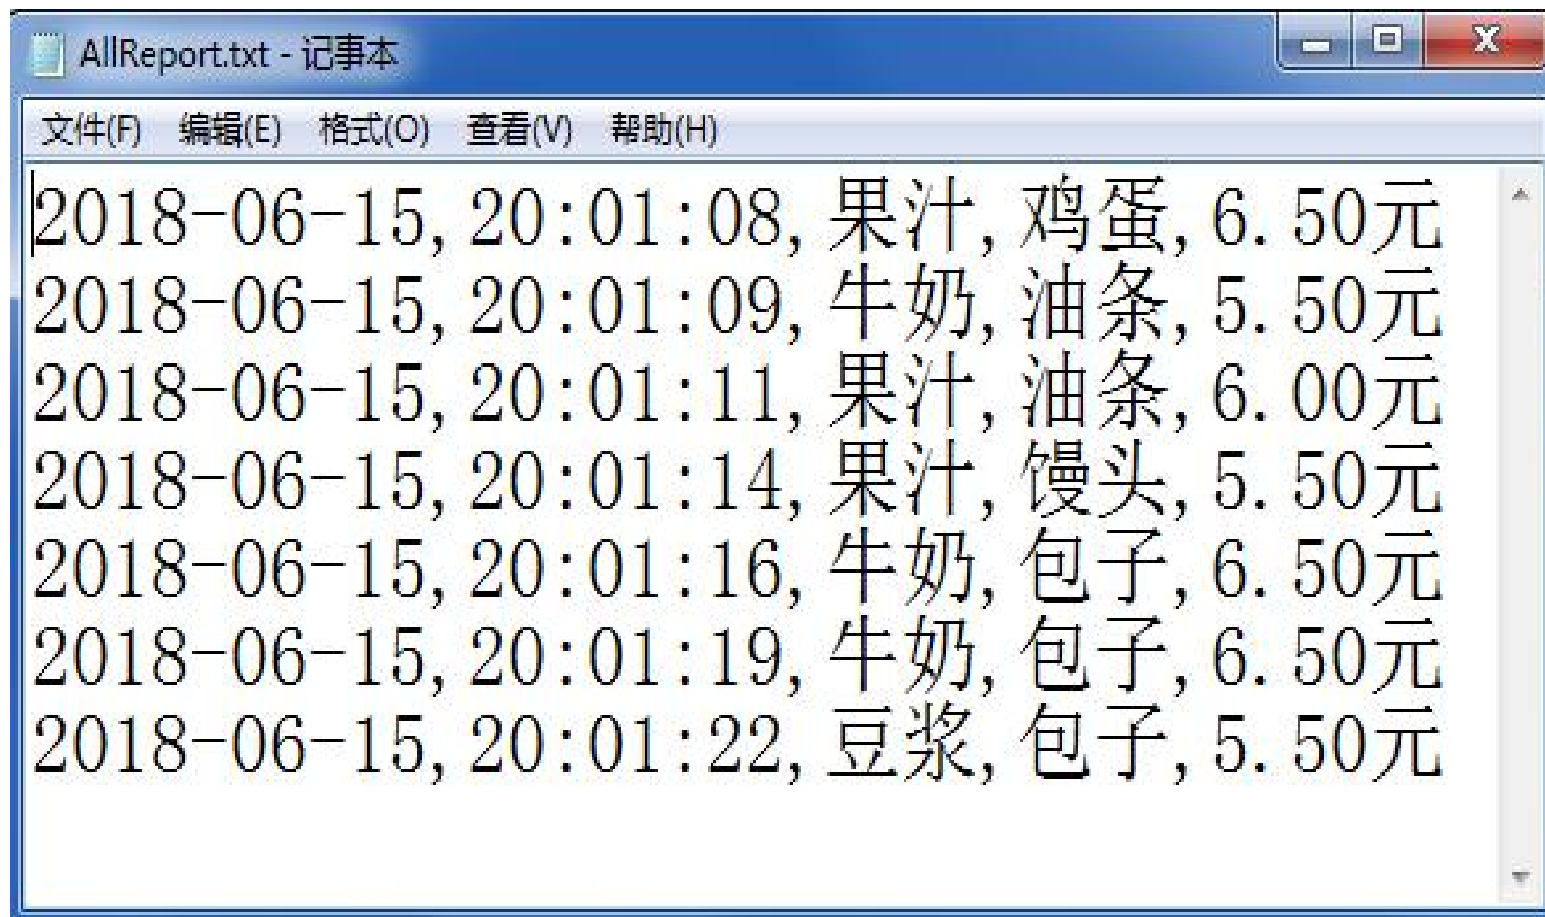 AllReport.txt - 记事本
文件(F) 编辑(E) 格式(O) 查看(V) 帮助(H)
2018-06-15,20:01:08,果汁,鸡蛋,6.50元
2018-06-15,20:01:09,牛奶,油条,5.50元
2018-06-15,20:01:11,果汁,油条,6.00元
2018-06-15,20:01:14,果汁,馒头,5.50元
2018-06-15,20:01:16,牛奶,包子,6.50元
2018-06-15,20:01:19,牛奶,包子,6.50元
2018-06-15,20:01:22,豆浆,包子,5.50元